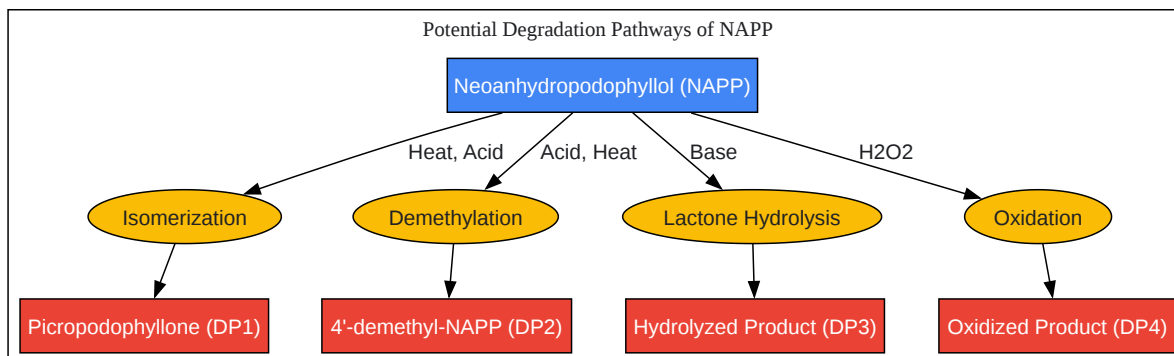 Potential Degradation Pathways of NAPP
Neoanhydropodophyllol (NAPP)
Heat, Acid
Acid, Heat
Base
H2O2
Isomerization
Demethylation
Lactone Hydrolysis
Oxidation
Picropodophyllone (DP1)
4'-demethyl-NAPP (DP2)
Hydrolyzed Product (DP3)
Oxidized Product (DP4)